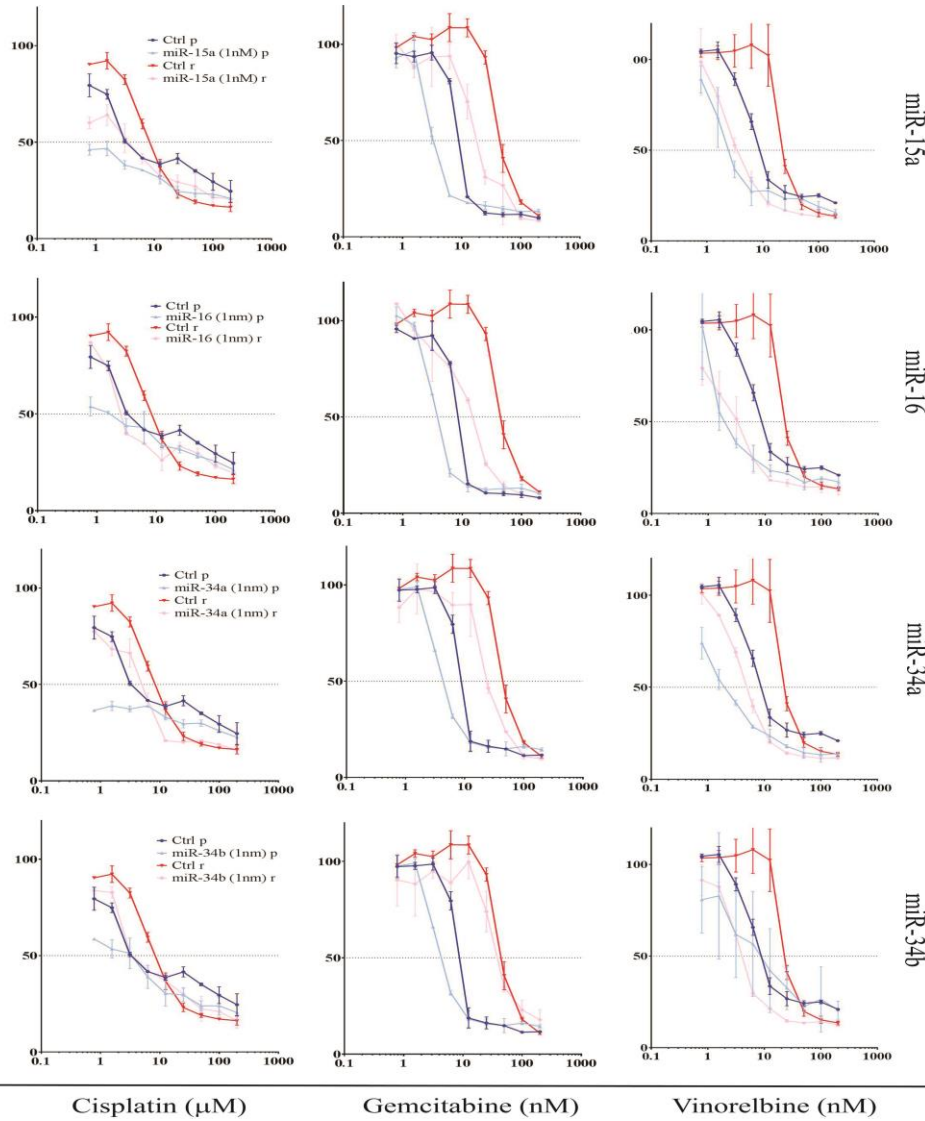 100
50
0
0.1 1 10 100 1000
Ctrl p
miR-15a (1nM) p
Ctrl r
miR-15a (1nM) r
100
50
0
0.1 1 10 100 1000
00
50
0
0.1 1 10 100 1000
miR-15a
100
50
0
0.1 1 10 100 1000
Ctrl p
miR-16 (1nm) p
Ctrl r
miR-16 (1nm) r
100
50
0
0.1 1 10 100 1000
00
50
0
0.1 1 10 100 1000
miR-16
100
50
0
0.1 1 10 100 1000
Ctrl p
miR-34a (1nm) p
Ctrl r
miR-34a (1nm) r
100
50
0
0.1 1 10 100 1000
00
50
0
0.1 1 10 100 1000
miR-34a
100
50
0
0.1 1 10 100 1000
Ctrl p
miR-34b (1nm) p
Ctrl r
miR-34b (1nm) r
100
50
0
0.1 1 10 100 1000
00
50
0
0.1 1 10 100 1000
miR-34b
Cisplatin (μM) Gemcitabine (nM) Vinorelbine (nM)